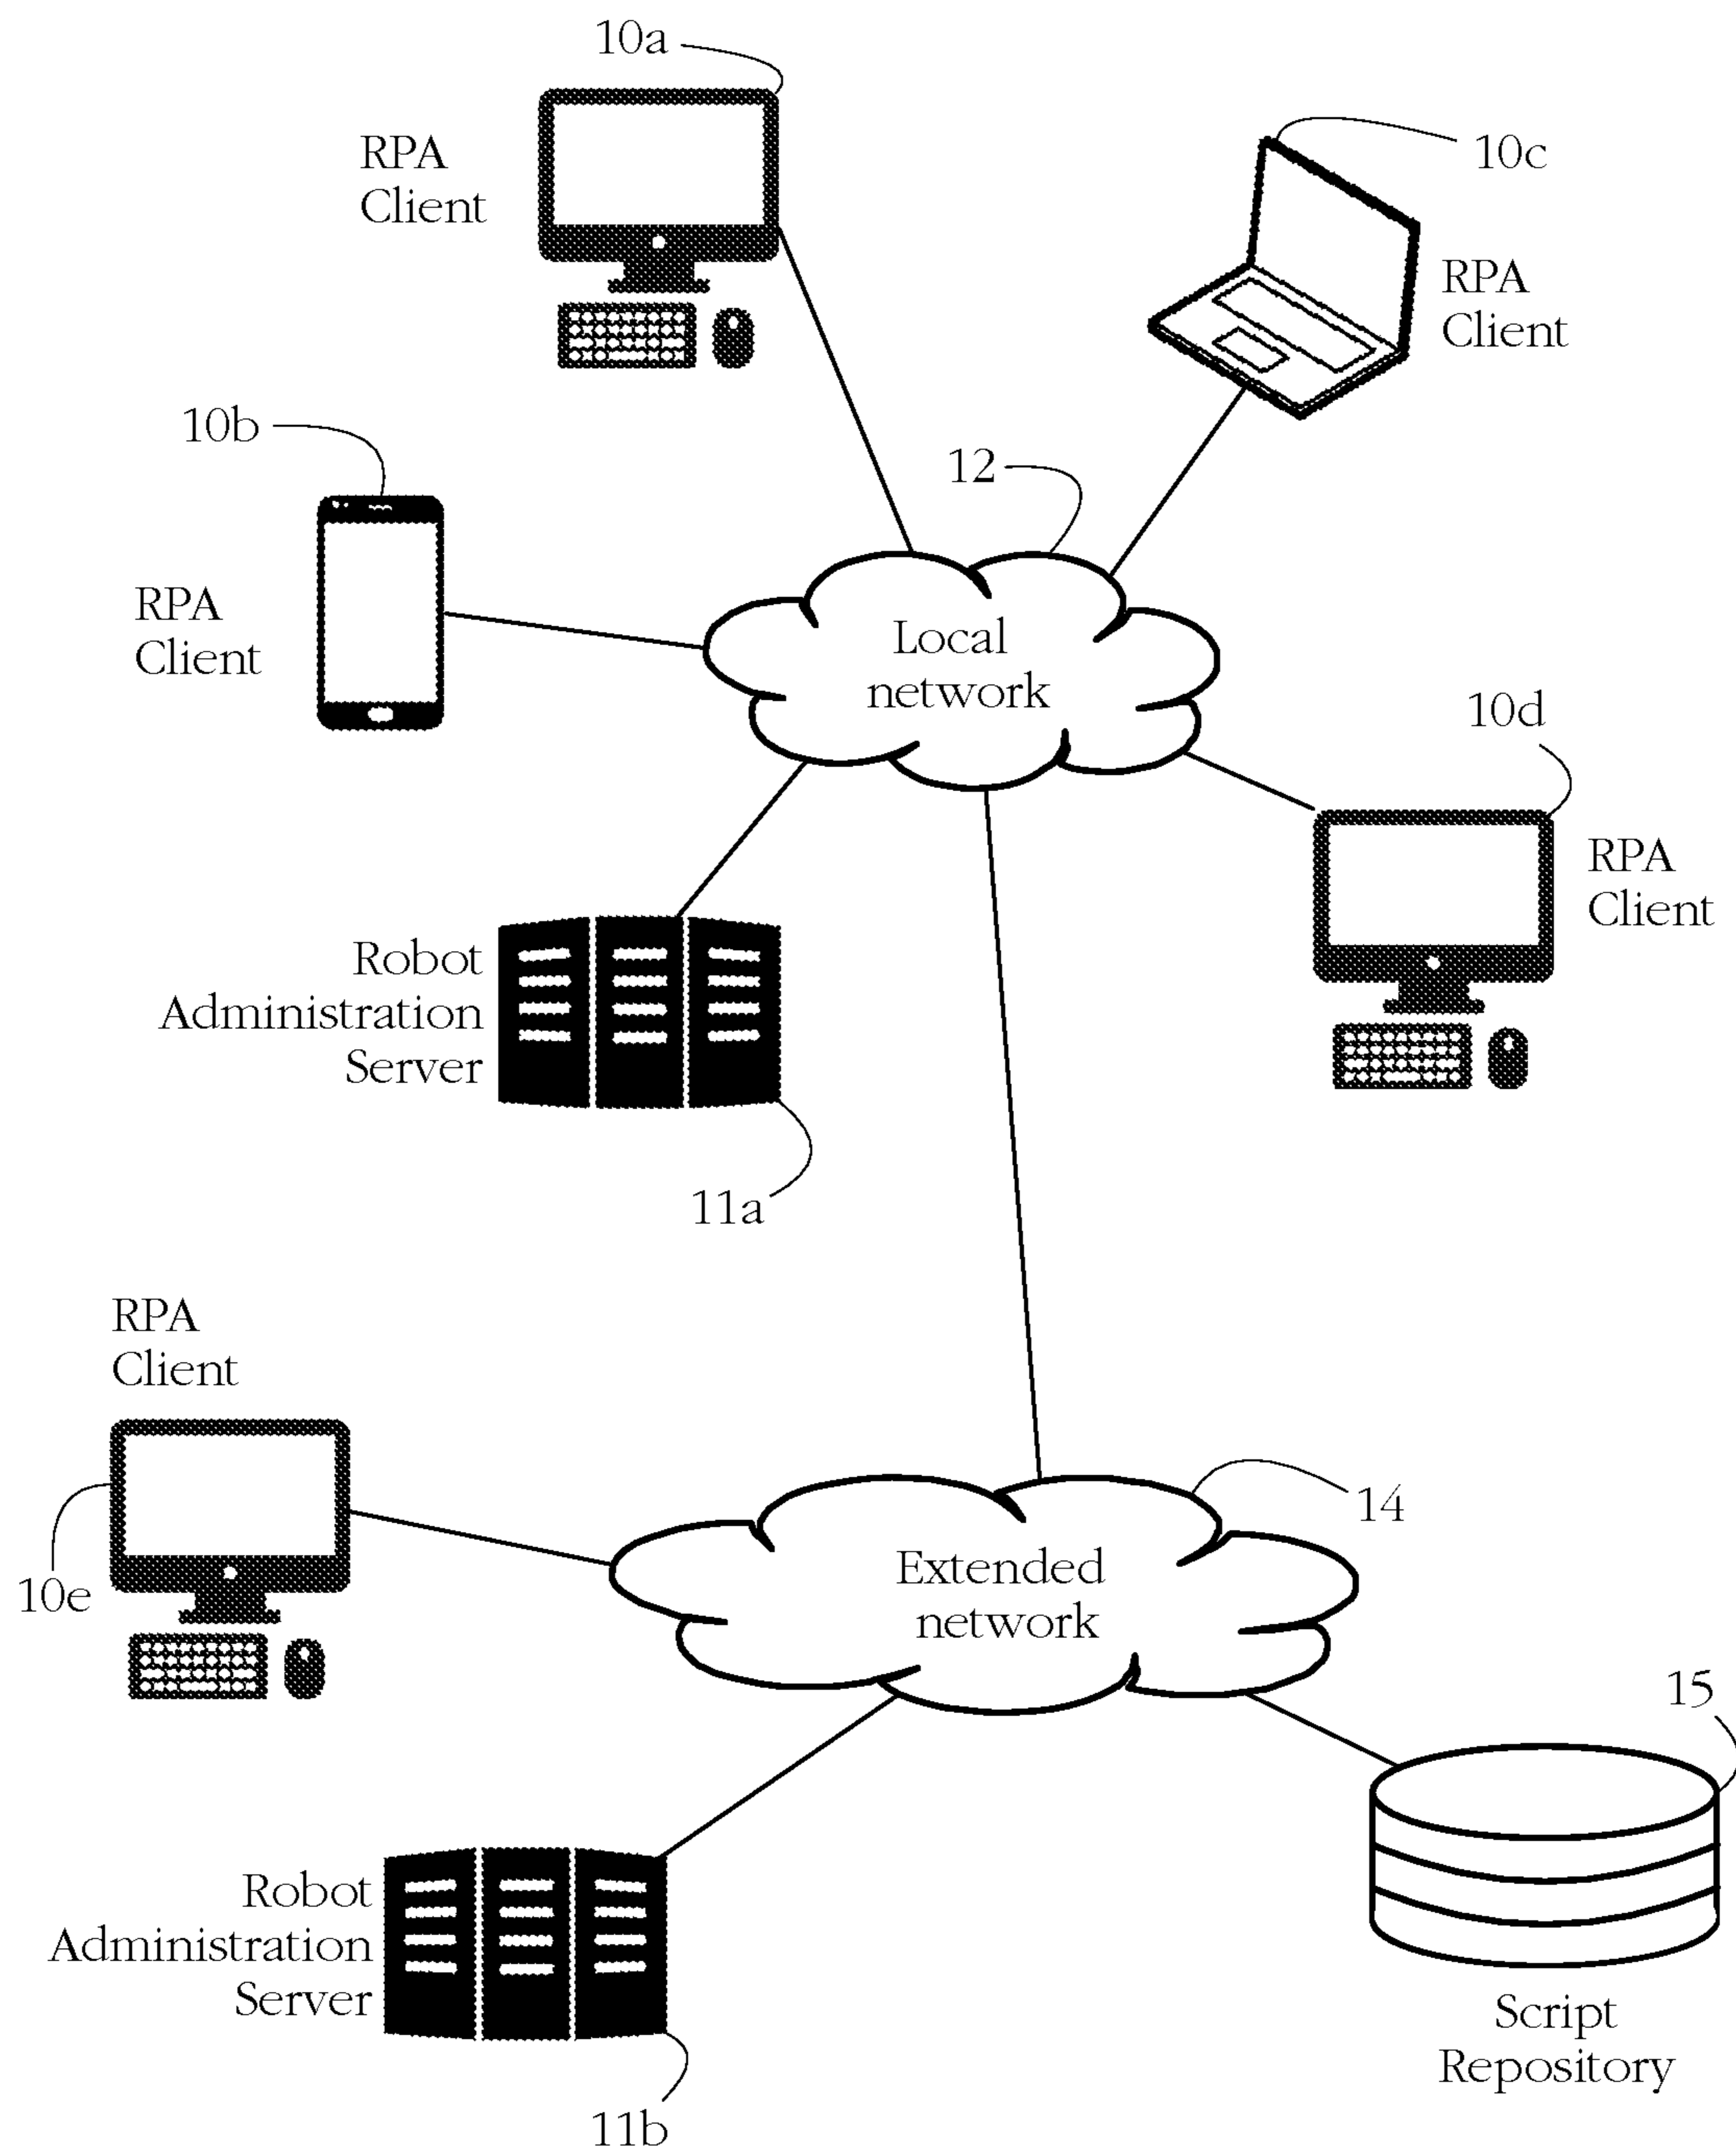 10a
RPA
Client
10c
RPA
Client
10b
12
RPA
Client
Local
network
10d
RPA
Client
Robot
Administration
Server
11a
RPA
Client
14
10e
Extended
network
15
Robot
Administration
Server
Script
Repository
11b